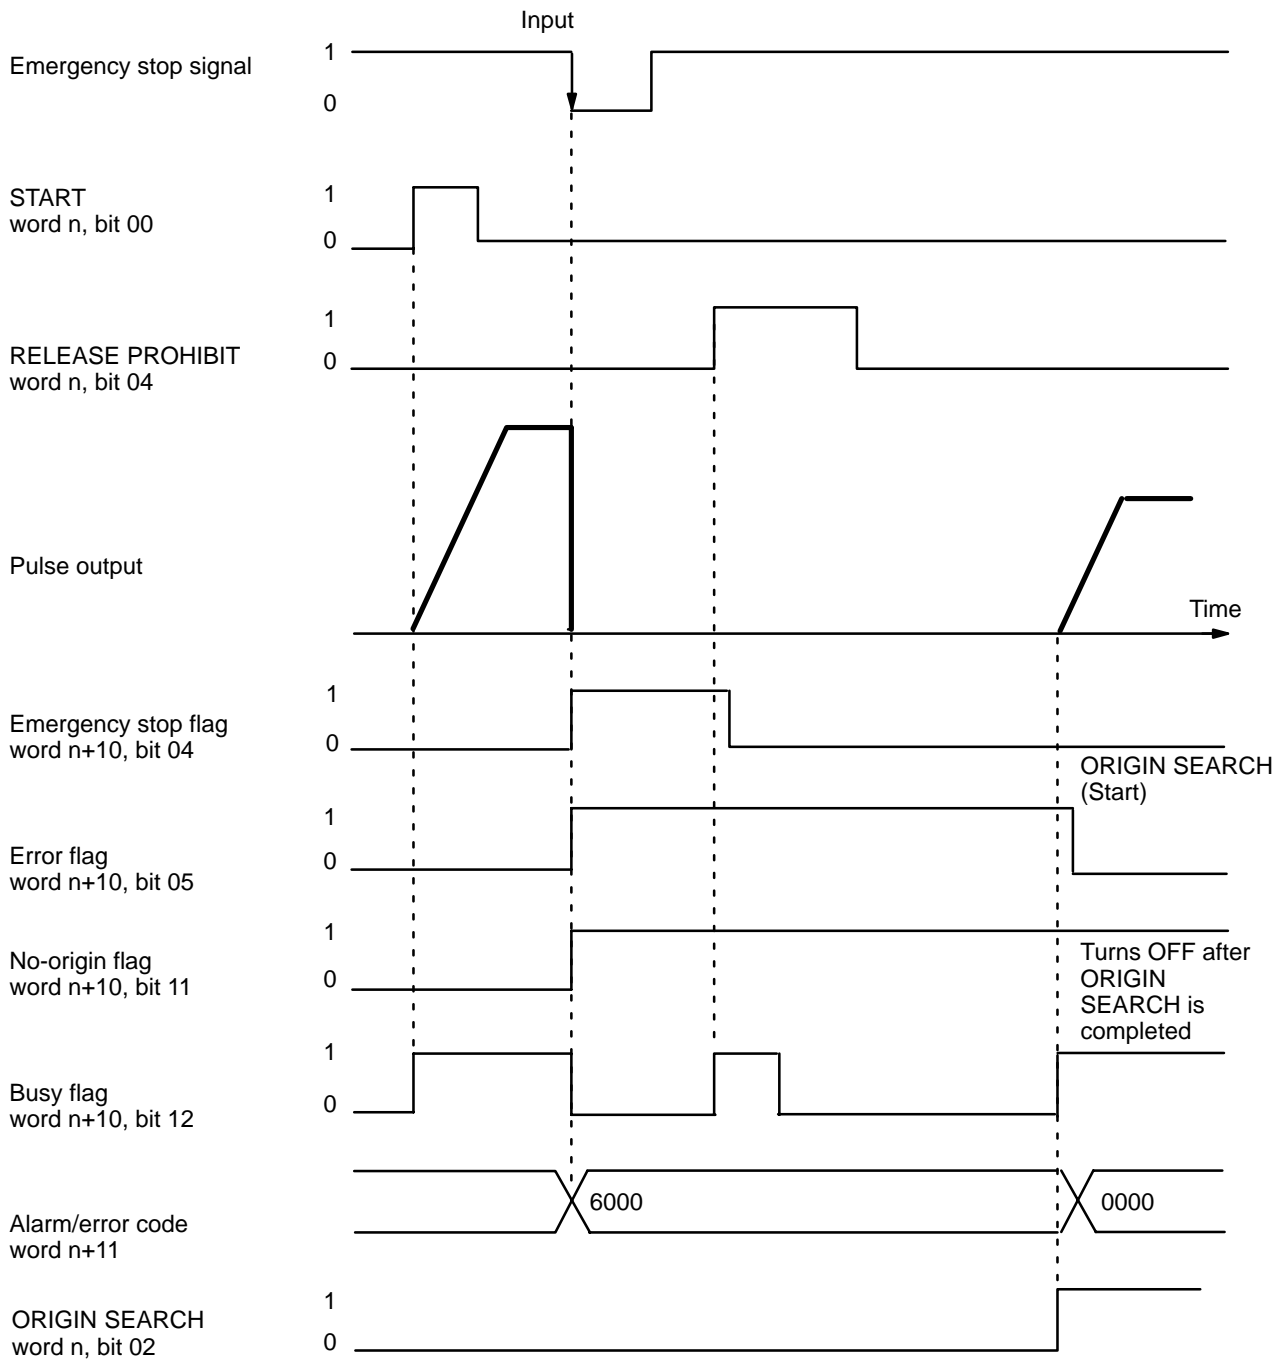 Input
Emergency stop signal
1
0
START
word n, bit 00
1
0
RELEASE PROHIBIT
word n, bit 04
1
0
Pulse output
Time
Emergency stop flag
word n+10, bit 04
1
0
ORIGIN SEARCH
(Start)
Error flag
word n+10, bit 05
1
0
No-origin flag
word n+10, bit 11
1
0
Turns OFF after
ORIGIN
SEARCH is
completed
Busy flag
word n+10, bit 12
1
0
Alarm/error code
word n+11
6000
0000
ORIGIN SEARCH
word n, bit 02
1
0